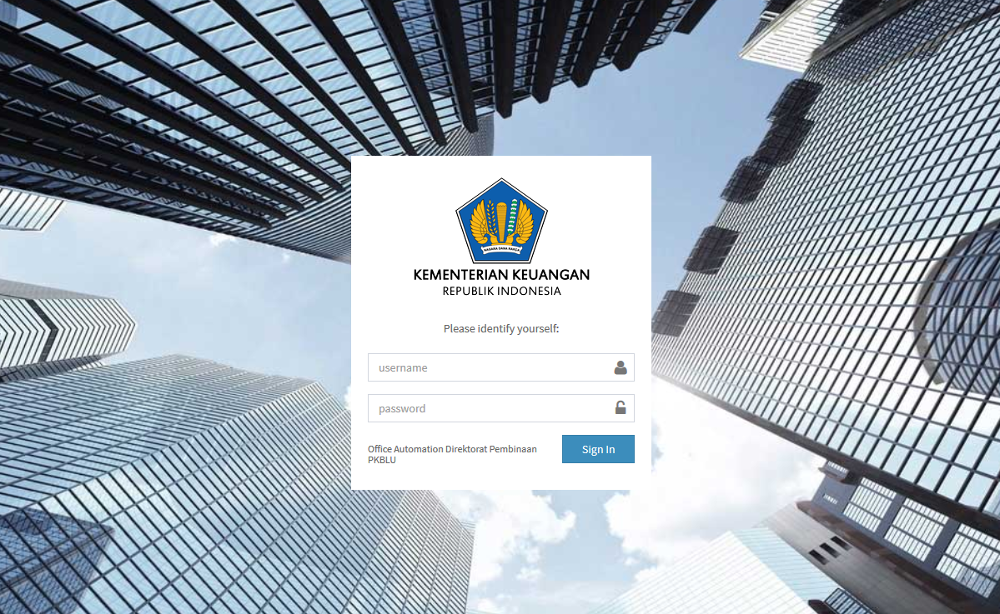 NAGARA DANA RAKCA
KEMENTERIAN KEUANGAN
REPUBLIK INDONESIA
Please identify yourself:
username
password
Office Automation Direktorat Pembinaan
PKBLU
Sign In